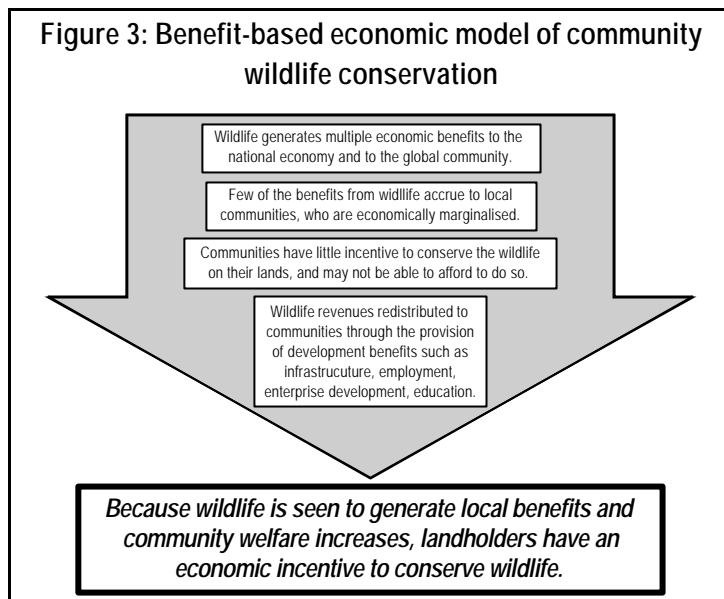 Figure 3: Benefit-based economic model of community
wildlife conservation
Wildlife generates multiple economic benefits to the
national economy and to the global community.
Few of the benefits from widllife accrue to local
communities, who are economically marginalised.
Communities have little incentive to conserve the wildlife
on their lands, and may not be able to afford to do so.
Wildlife revenues redistributed to
communities through the provision
of development benefits such as
infrastrucuture, employment,
enterprise development, education.
Because wildlife is seen to generate local benefits and
community welfare increases, landholders have an
economic incentive to conserve wildlife.